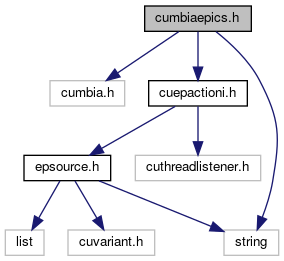 cumbiaepics.h
cumbia.h
cuepactioni.h
epsource.h
cuthreadlistener.h
list
cuvariant.h
string